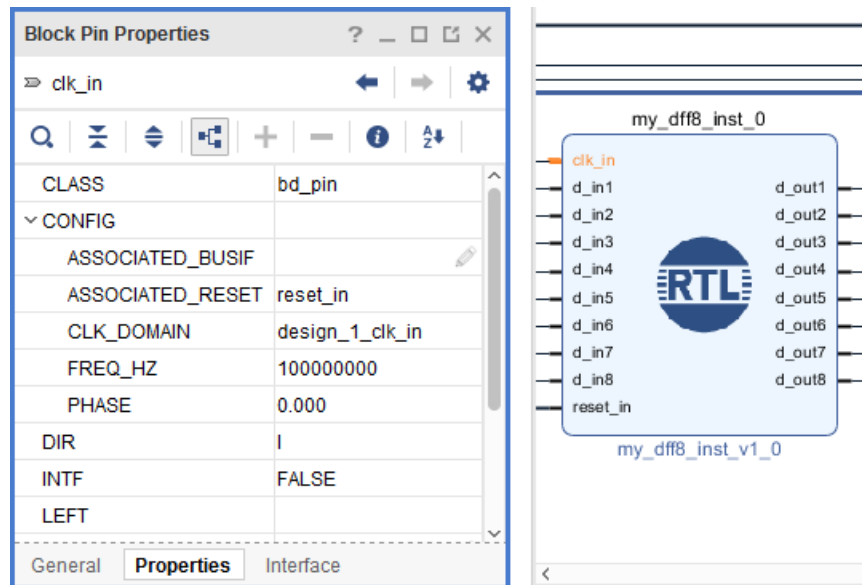 Block Pin Properties
clk_in
CLASS bd_pin
CONFIG
ASSOCIATED_BUSIF
ASSOCIATED_RESET reset_in
CLK_DOMAIN design_1_clk_in
FREQ_HZ 100000000
PHASE 0.000
DIR I
INTF FALSE
LEFT
General Properties Interface
my_dff8_inst_0
clk_in
d_in1 d_out1
d_in2 d_out2
d_in3 d_out3
d_in4 d_out4
d_in5 d_out5
d_in6 d_out6
d_in7 d_out7
d_in8 d_out8
reset_in
RTL
my_dff8_inst_v1_0